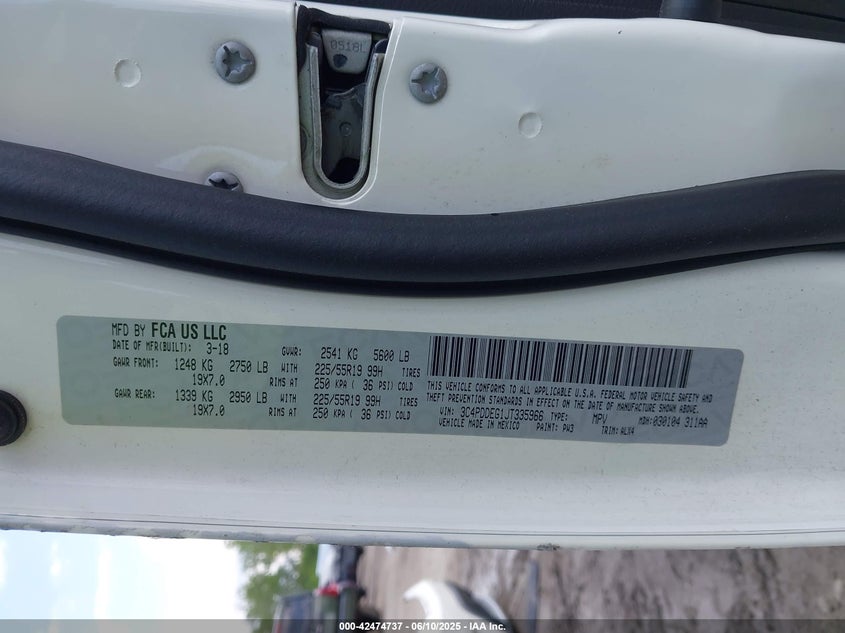 0518L
MFD BY FCA US LLC
DATE OF MFR(BUILT): 3-18 GVWR: 2541 KG 5600 LB
GAWR FRONT: 1248 KG 2750 LB WITH 225/55R19 99H TIRES
19X7.0 RIMS AT 250 KPA ( 36 PSI) COLD
GAWR REAR: 1339 KG 2950 LB WITH 225/55R19 99H TIRES
19X7.0 RIMS AT 250 KPA ( 36 PSI) COLD
THIS VEHICLE CONFORMS TO ALL APPLICABLE U.S.A. FEDERAL MOTOR VEHICLE SAFETY AND
THEFT PREVENTION STANDARDS IN EFFECT ON THE DATE OF MANUFACTURE SHOWN ABOVE.
VIN: 3C4PDDEG1JT335966 TYPE: MPV MDH: 030104 311AA
VEHICLE MADE IN MEXICO PAINT: PW3 TRIM: ALX4
000-42474737 - 06/10/2025 - IAA Inc.